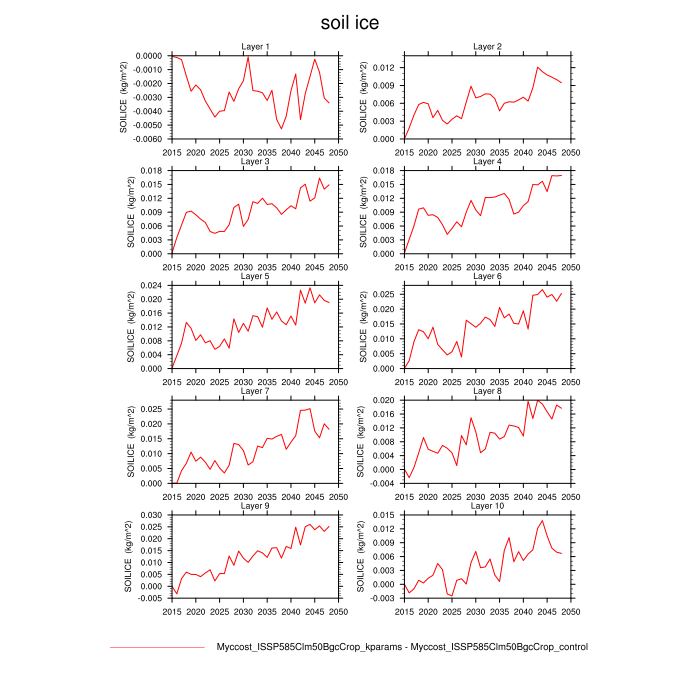 soil ice
Layer 1
Layer 2
SOILICE (kg/m^2)
0.0000
-0.0010
-0.0020
-0.0030
-0.0040
-0.0050
-0.0060
2015 2020 2025 2030 2035 2040 2045 2050
SOILICE (kg/m^2)
0.012
0.009
0.006
0.003
0.000
2015 2020 2025 2030 2035 2040 2045 2050
Layer 3
Layer 4
SOILICE (kg/m^2)
0.018
0.015
0.012
0.009
0.006
0.003
0.000
2015 2020 2025 2030 2035 2040 2045 2050
SOILICE (kg/m^2)
0.018
0.015
0.012
0.009
0.006
0.003
0.000
2015 2020 2025 2030 2035 2040 2045 2050
Layer 5
Layer 6
SOILICE (kg/m^2)
0.024
0.020
0.016
0.012
0.008
0.004
0.000
2015 2020 2025 2030 2035 2040 2045 2050
SOILICE (kg/m^2)
0.025
0.020
0.015
0.010
0.005
0.000
2015 2020 2025 2030 2035 2040 2045 2050
Layer 7
Layer 8
SOILICE (kg/m^2)
0.025
0.020
0.015
0.010
0.005
0.000
2015 2020 2025 2030 2035 2040 2045 2050
SOILICE (kg/m^2)
0.020
0.016
0.012
0.008
0.004
0.000
-0.004
2015 2020 2025 2030 2035 2040 2045 2050
Layer 9
Layer 10
SOILICE (kg/m^2)
0.030
0.025
0.020
0.015
0.010
0.005
0.000
-0.005
2015 2020 2025 2030 2035 2040 2045 2050
SOILICE (kg/m^2)
0.015
0.012
0.009
0.006
0.003
0.000
-0.003
2015 2020 2025 2030 2035 2040 2045 2050
Myccost_ISSP585Clm50BgcCrop_kparams - Myccost_ISSP585Clm50BgcCrop_control